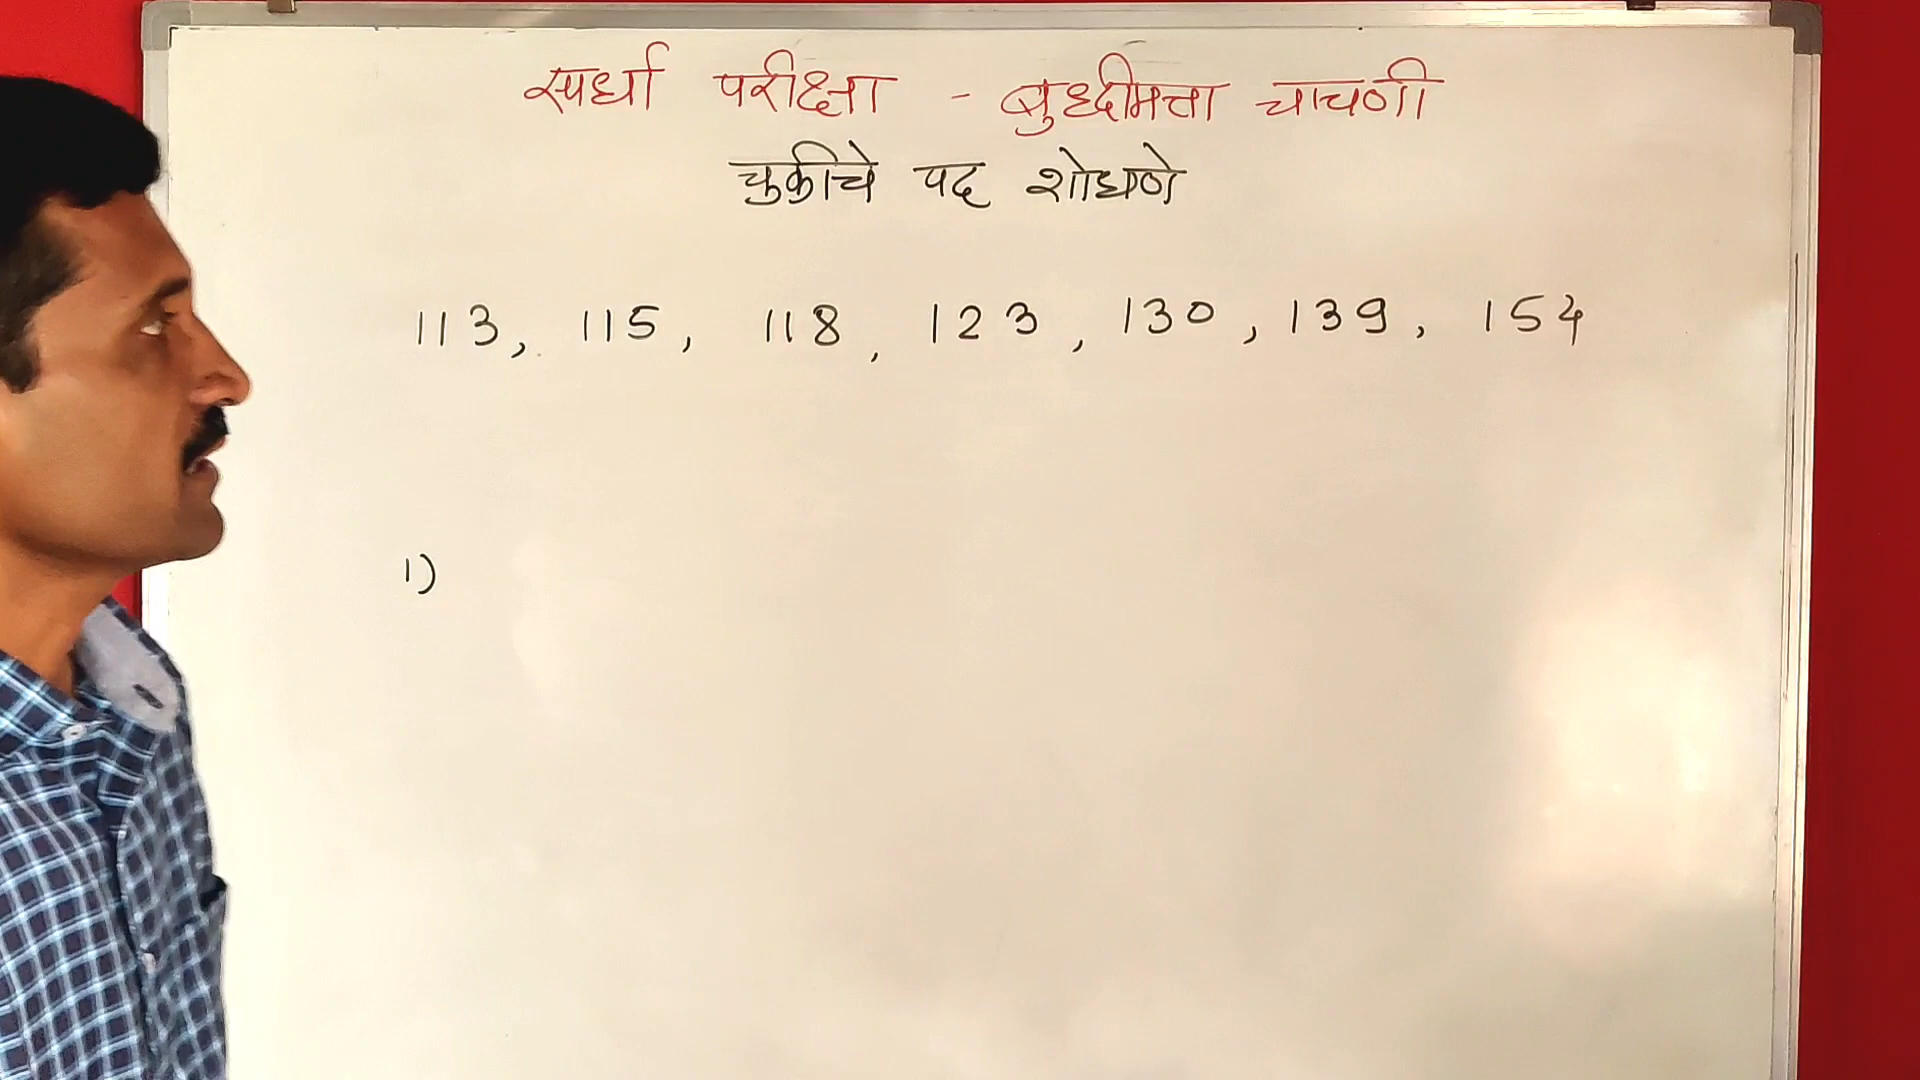 स्पर्धा परीक्षा - बुध्दीमत्ता चाचणी
चुकीचे पद शोधणे
113, 115, 118, 123, 130, 139, 154
1)